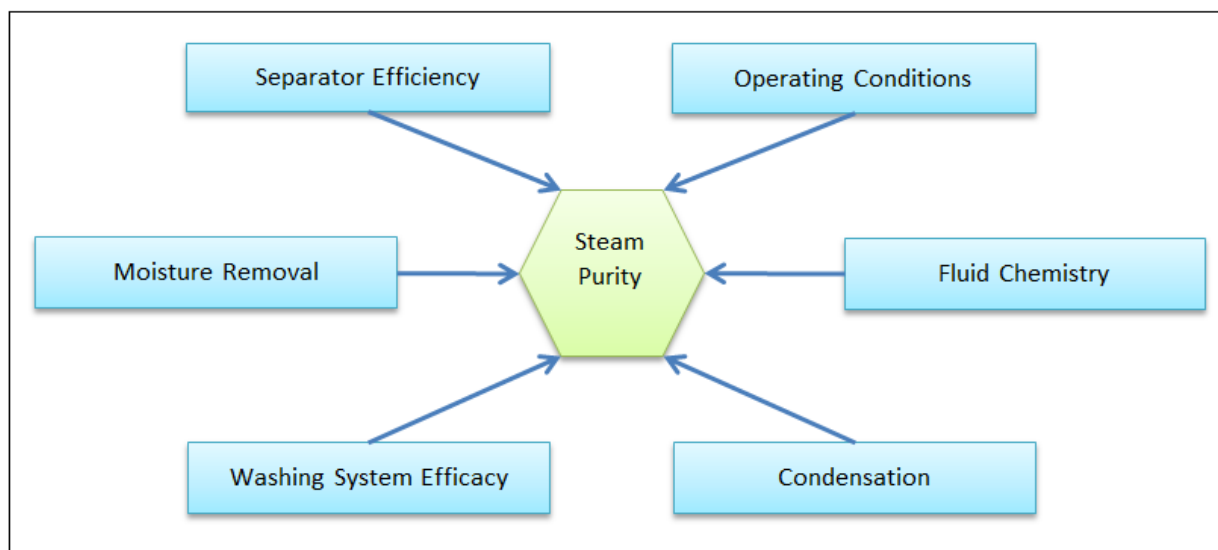 Separator Efficiency
Operating Conditions
Steam
Purity
Moisture Removal
Fluid Chemistry
Washing System Efficacy
Condensation